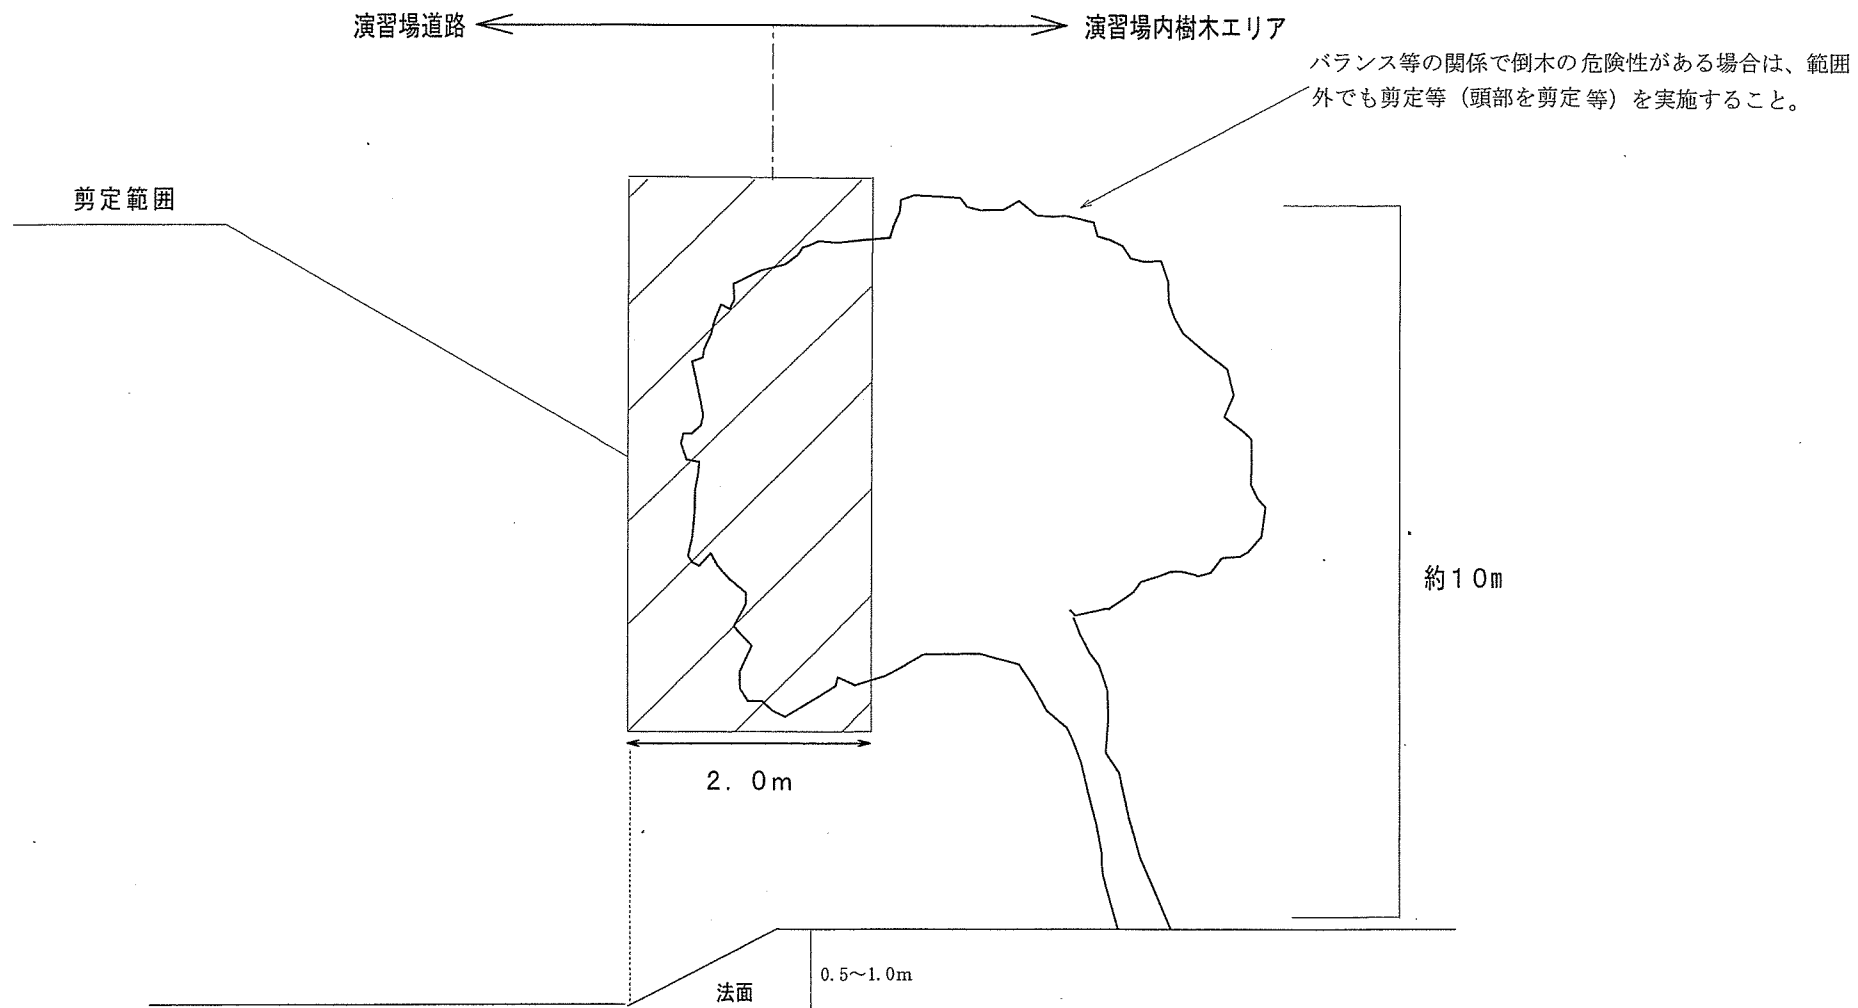 演習場道路
演習場内樹木エリア
バランス等の関係で倒木の危険性がある場合は、範囲
外でも剪定等（頭部を剪定等）を実施すること。
剪定範囲
約10m
2.0m
0.5～1.0m
法面